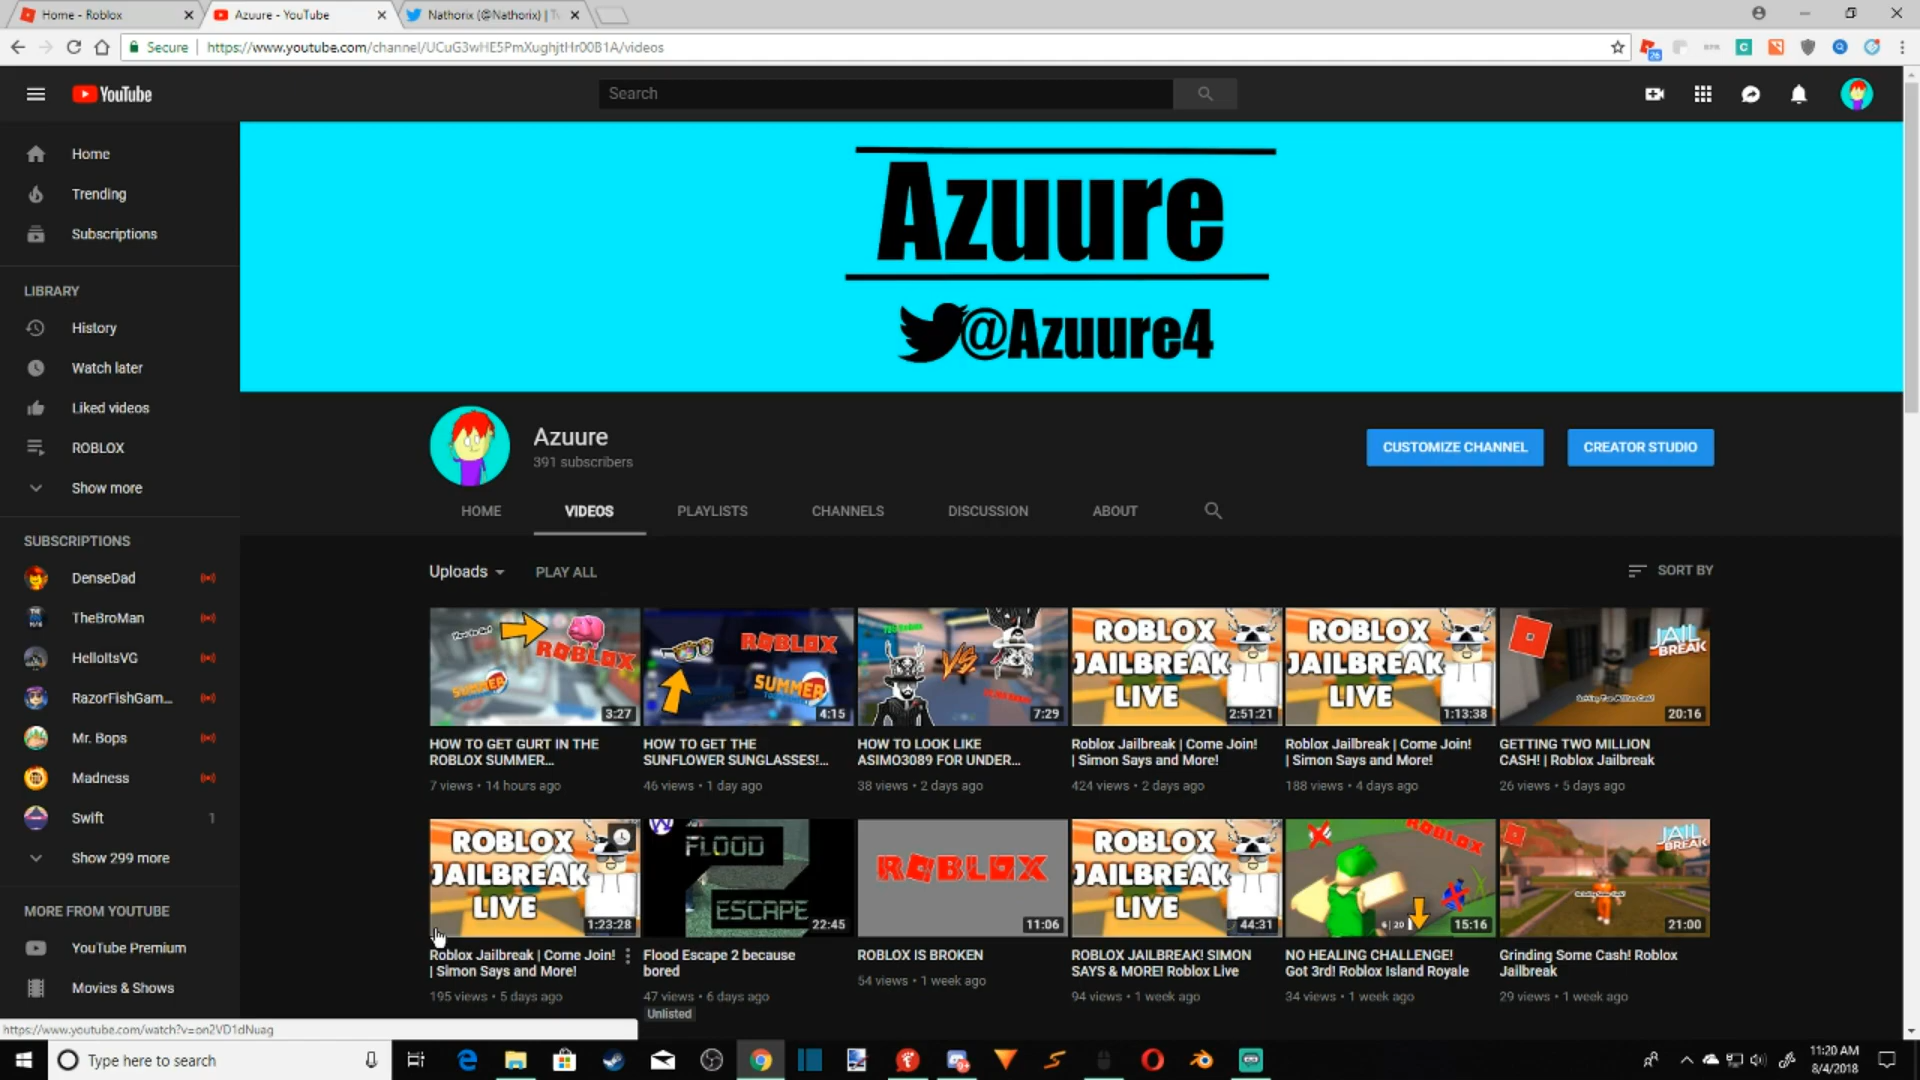 Home - Roblox
Azuure - YouTube
Nathorix (@Nathorix) | Tw
Secure
https://www.youtube.com/channel/UCuG3wHE5PmXughjtHr00B1A/videos
26
YouTube
Search
Home
Trending
Subscriptions
LIBRARY
History
Watch later
Liked videos
ROBLOX
Show more
SUBSCRIPTIONS
DenseDad
TheBroMan
HelloItsVG
RazorFishGam...
Mr. Bops
Madness
Swift 1
Show 299 more
MORE FROM YOUTUBE
YouTube Premium
Movies & Shows
Azuure
@Azuure4
Azuure
391 subscribers
CUSTOMIZE CHANNEL
CREATOR STUDIO
HOME VIDEOS PLAYLISTS CHANNELS DISCUSSION ABOUT
Uploads PLAY ALL
SORT BY
ROBLOX
SUMMER
3:27
ROBLOX
SUMMER
4:15
VS
7:29
ROBLOX
JAILBREAK
LIVE
2:51:21
ROBLOX
JAILBREAK
LIVE
1:13:38
JAIL
BREAK
20:16
HOW TO GET GURT IN THE
ROBLOX SUMMER...
7 views • 14 hours ago
HOW TO GET THE
SUNFLOWER SUNGLASSES!...
46 views • 1 day ago
HOW TO LOOK LIKE
ASIMO3089 FOR UNDER...
38 views • 2 days ago
Roblox Jailbreak | Come Join!
| Simon Says and More!
424 views • 2 days ago
Roblox Jailbreak | Come Join!
| Simon Says and More!
188 views • 4 days ago
GETTING TWO MILLION
CASH! | Roblox Jailbreak
26 views • 5 days ago
ROBLOX
JAILBREAK
LIVE
1:23:28
FLOOD
2
ESCAPE
22:45
ROBLOX
11:06
ROBLOX
JAILBREAK
LIVE
44:31
ROBLOX
15:16
JAIL
BREAK
21:00
Roblox Jailbreak | Come Join!
| Simon Says and More!
195 views • 5 days ago
Flood Escape 2 because
bored
47 views • 6 days ago
Unlisted
ROBLOX IS BROKEN
54 views • 1 week ago
ROBLOX JAILBREAK! SIMON
SAYS & MORE! Roblox Live
94 views • 1 week ago
NO HEALING CHALLENGE!
Got 3rd! Roblox Island Royale
34 views • 1 week ago
Grinding Some Cash! Roblox
Jailbreak
29 views • 1 week ago
https://www.youtube.com/watch?v=on2VD1dNuag
Type here to search
11:20 AM
8/4/2018